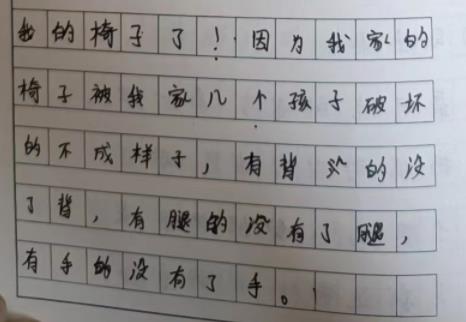 我的椅子了！因为我家的
椅子被我家几个孩子破坏
的不成样子，有背的没
了背，有腿的没有了腿，
有手的没有了手。